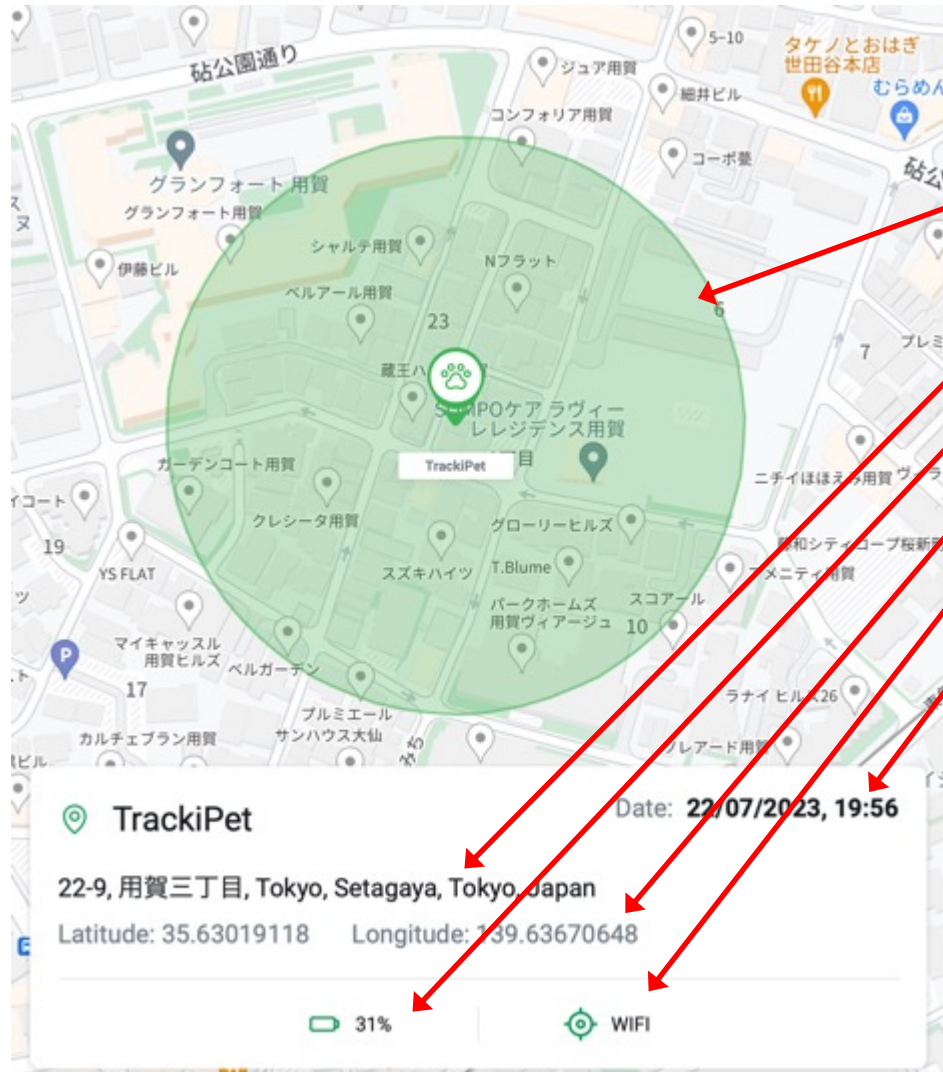 砧公園通り
5-10
タケノとおはぎ
世田谷本店
ジュア用賀
むらめん
細井ビル
コンフォリア用賀
コーポ要
グランフォート 用賀
グランフォート用賀
シャルテ用賀
Nフラット
伊藤ビル
ベルアール用賀
6
23
7
プレミ
蔵王ハ
ケア ラヴィー
レレジデンス用賀
TrackiPet
目
ガーデンコート用賀
ニチイほほえみ用賀
ヴィラ
イコート
クレシータ用賀
グローリーヒルズ
19
YS FLAT
スズキハイツ
T.Blume
アメニティ用賀
パークホームズ
用賀ヴィアージュ
スコアール
10
マイキャッスル
用賀ヒルズ
ベルガーデン
P
17
ラナイ ヒルズ26
プルミエール
サンハウス大仙
カルチェブラン用賀
みち
TrackiPet
Date: 22/07/2023, 19:56
22-9, 用賀三丁目, Tokyo, Setagaya, Tokyo, Japan
Latitude: 35.63019118 Longitude: 139.63670648
31%
WIFI